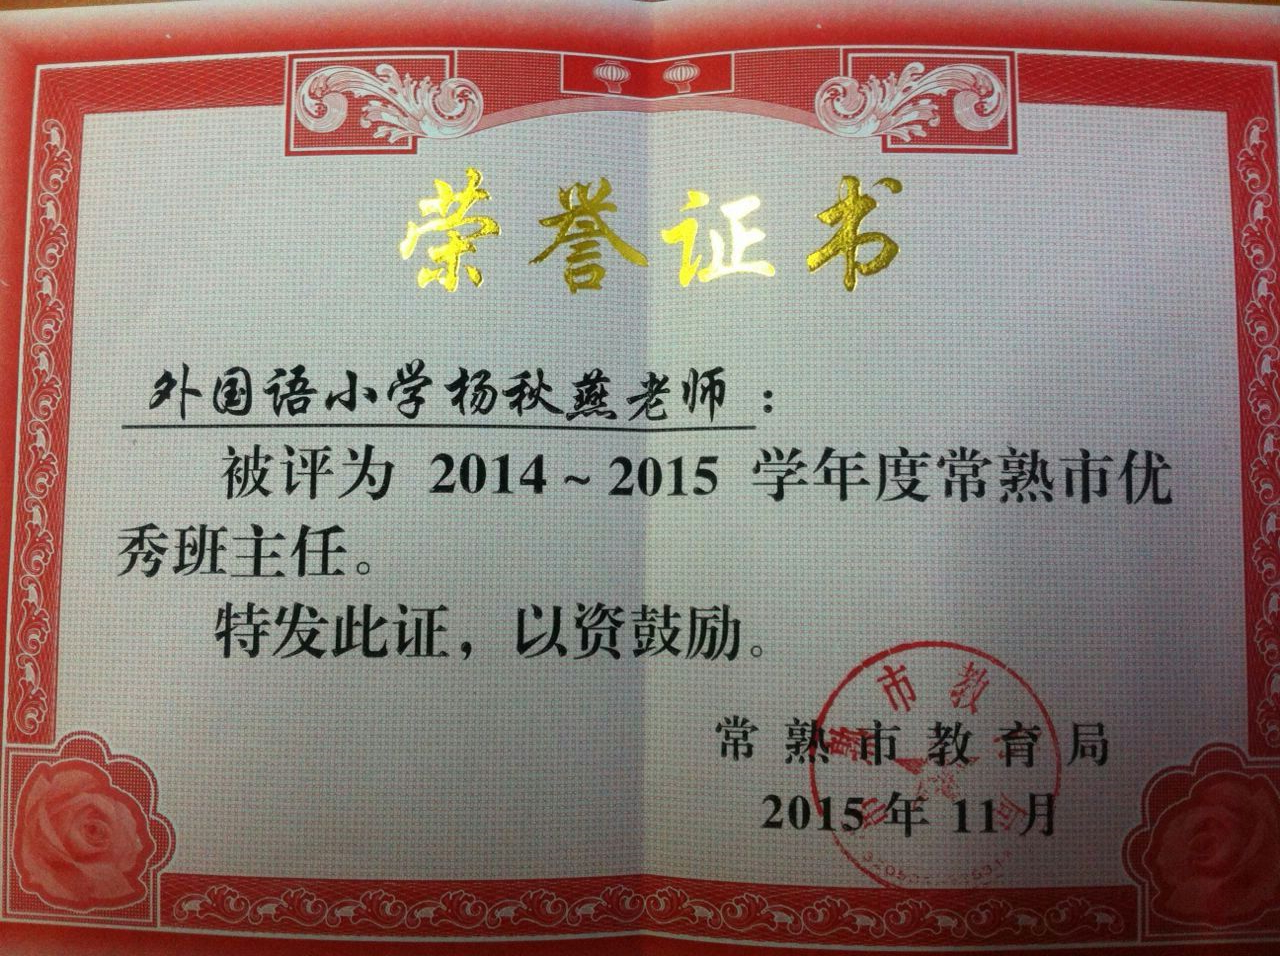 荣誉证书
外国语小学杨秋燕老师：
被评为 2014～2015 学年度常熟市优
秀班主任。
特发此证，以资鼓励。
市教
常熟市教育局
2015年11月